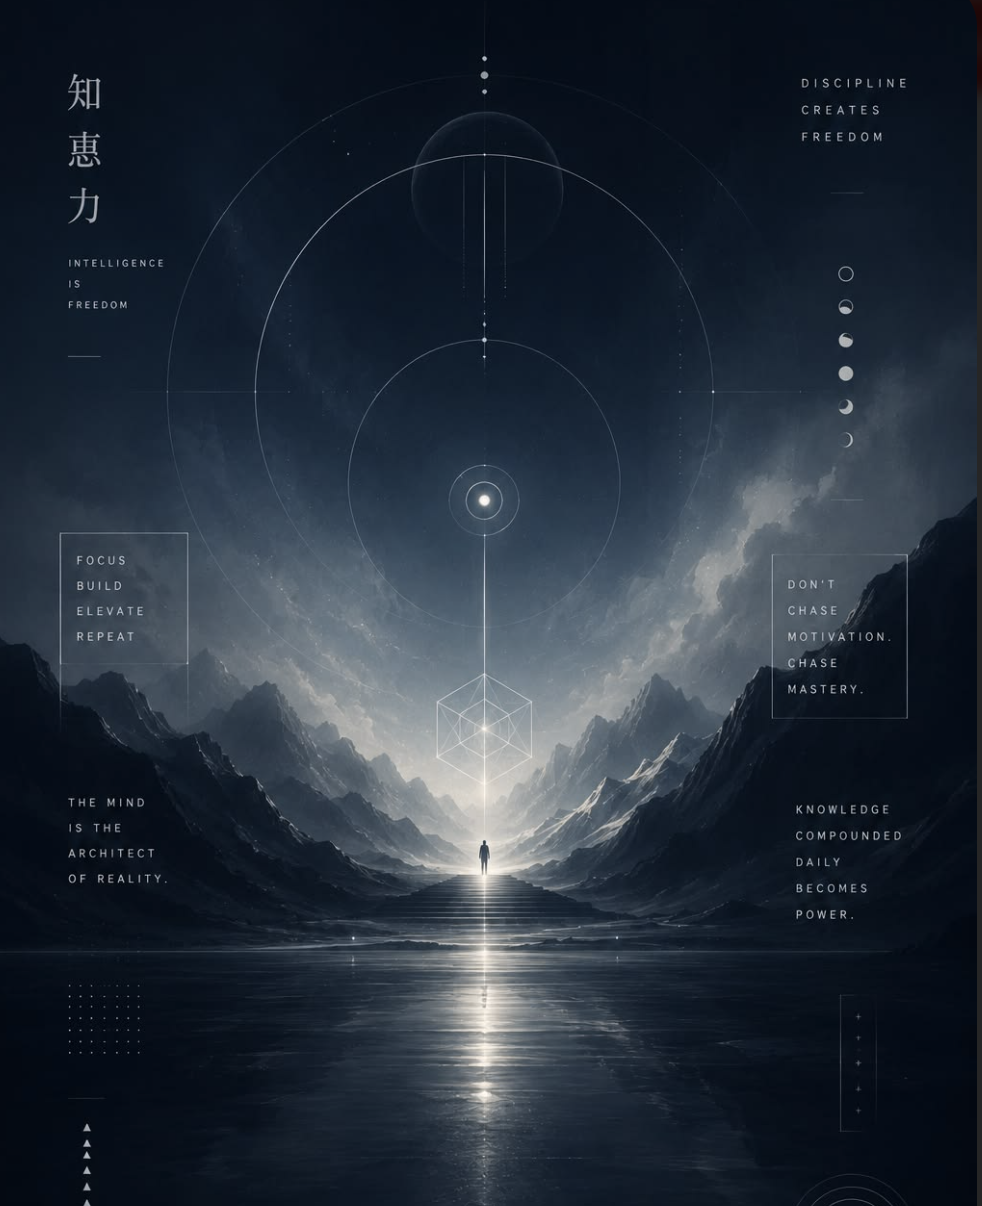 知
惠
力
INTELLIGENCE
IS
FREEDOM
DISCIPLINE
CREATES
FREEDOM
FOCUS
BUILD
ELEVATE
REPEAT
DON'T
CHASE
MOTIVATION.
CHASE
MASTERY.
THE MIND
IS THE
ARCHITECT
OF REALITY.
KNOWLEDGE
COMPOUNDED
DAILY
BECOMES
POWER.